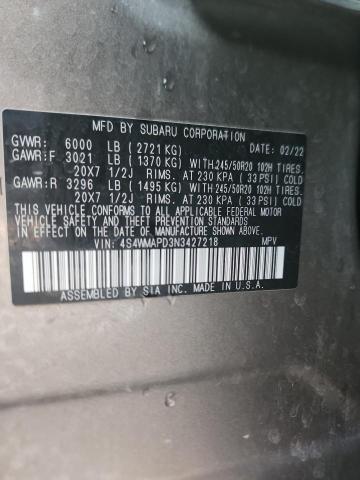 MFD BY SUBARU CORPORATION
GVWR: 6000 LB (2721 KG) DATE: 02/22
GAWR:F 3021 LB (1370 KG) WITH 245/50R20 102H TIRES.
20X7 1/2J RIMS. AT 230 KPA (33 PSI) COLD
GAWR:R 3296 LB (1495 KG) WITH 245/50R20 102H TIRES.
20X7 1/2J RIMS. AT 230 KPA (33 PSI) COLD
THIS VEHICLE CONFORMS TO ALL APPLICABLE FEDERAL MOTOR VEHICLE
SAFETY STANDARDS IN EFFECT ON THE DATE OF MANUFACTURE SHOWN ABOVE.
VIN: 4S4WMAPD3N3427218 MPV
ASSEMBLED BY SIA INC. MADE IN U.S.A.